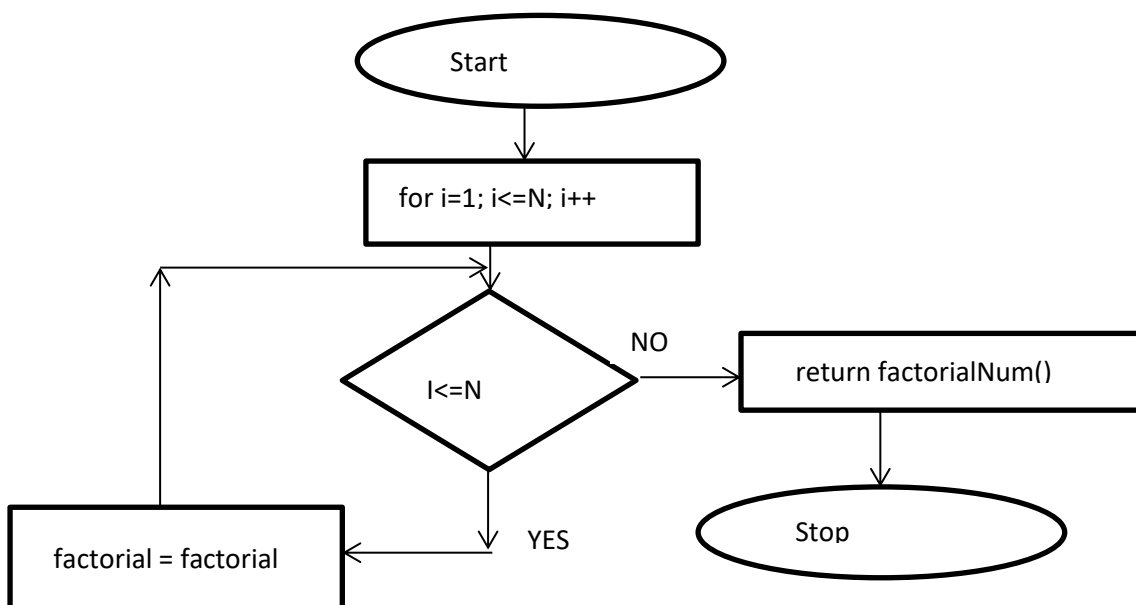 Start
for i=1; i<=N; i++
NO
I<=N
return factorialNum()
YES
Stop
factorial = factorial